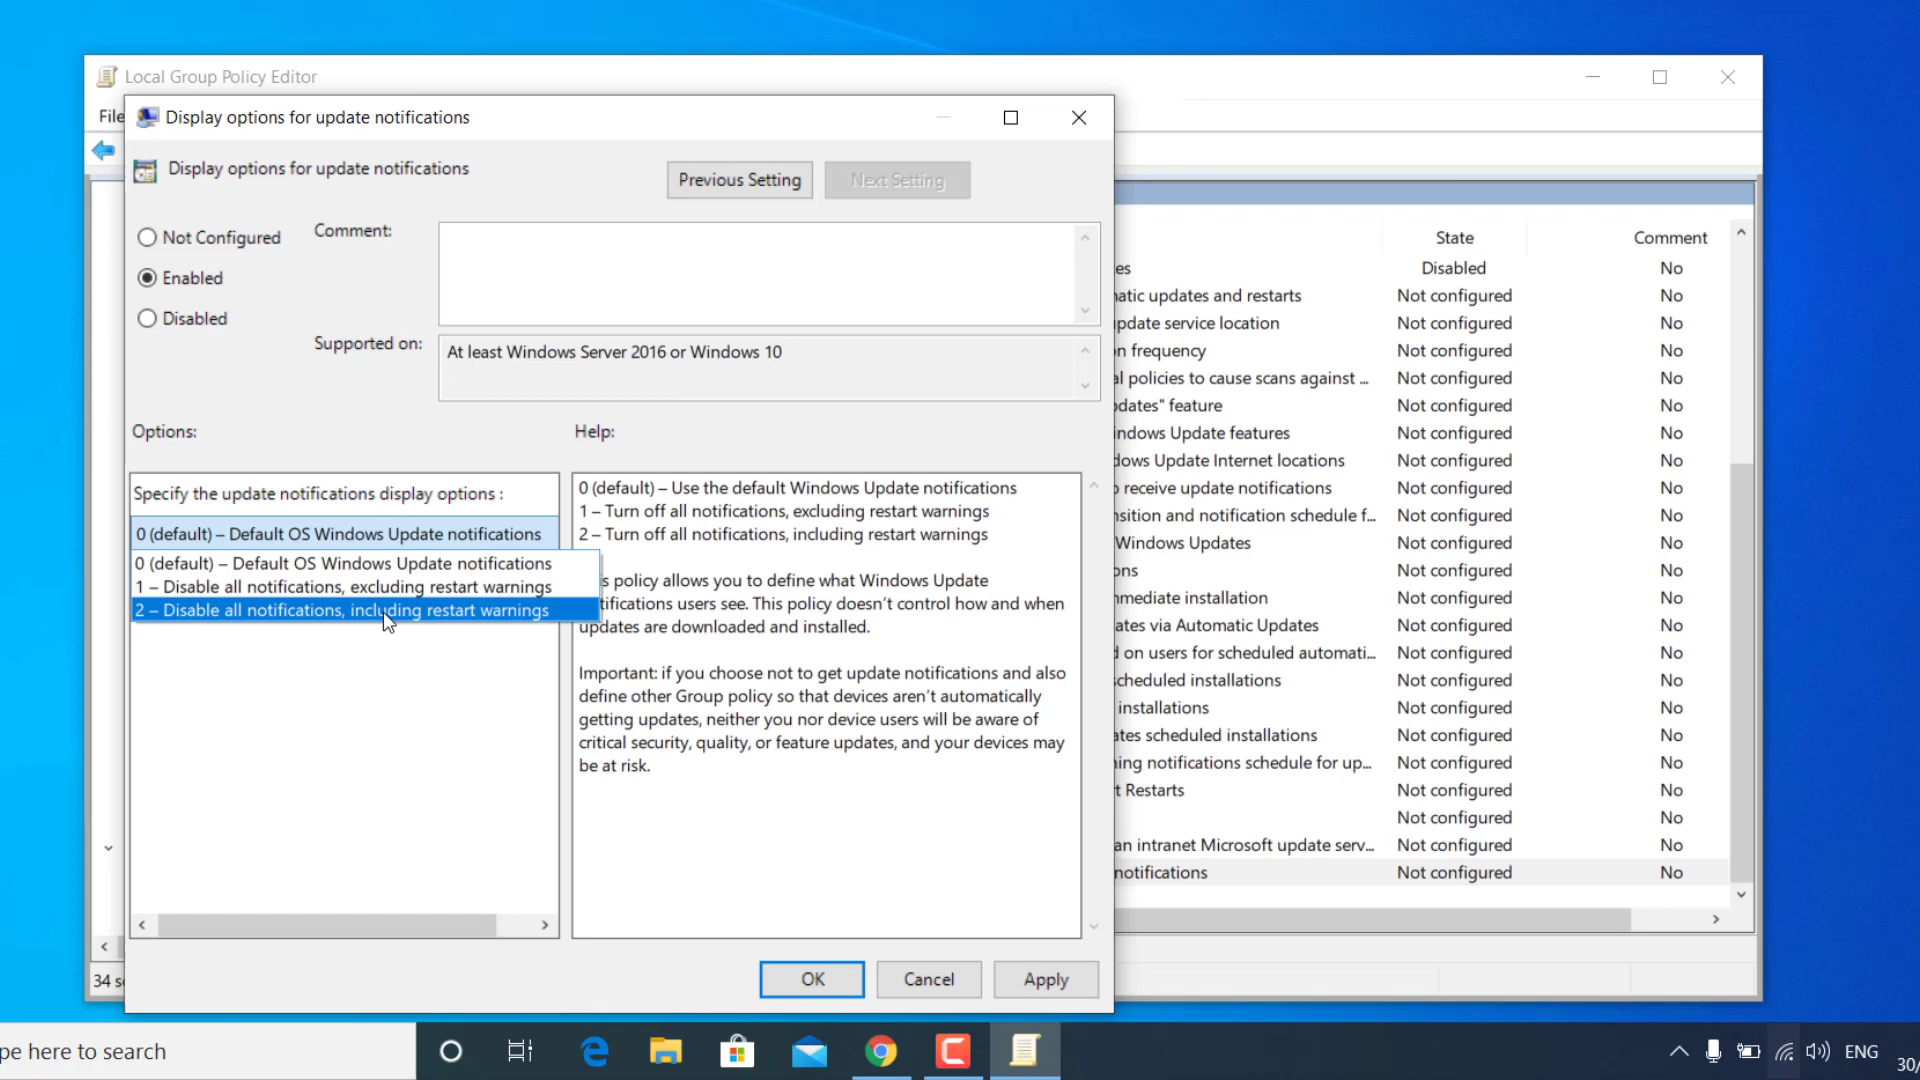 Local Group Policy Editor
File
Display options for update notifications
Display options for update notifications
Previous Setting
Next Setting
Not Configured
Enabled
Disabled
Comment:
Supported on:
At least Windows Server 2016 or Windows 10
Options:
Help:
Specify the update notifications display options :
0 (default) – Default OS Windows Update notifications
0 (default) – Default OS Windows Update notifications
1 – Disable all notifications, excluding restart warnings
2 – Disable all notifications, including restart warnings
0 (default) – Use the default Windows Update notifications
1 – Turn off all notifications, excluding restart warnings
2 – Turn off all notifications, including restart warnings
s policy allows you to define what Windows Update
tifications users see. This policy doesn't control how and when
updates are downloaded and installed.
Important: if you choose not to get update notifications and also
define other Group policy so that devices aren't automatically
getting updates, neither you nor device users will be aware of
critical security, quality, or feature updates, and your devices may
be at risk.
OK
Cancel
Apply
State Comment
es Disabled No
atic updates and restarts Not configured No
pdate service location Not configured No
n frequency Not configured No
al policies to cause scans against ... Not configured No
dates" feature Not configured No
indows Update features Not configured No
dows Update Internet locations Not configured No
o receive update notifications Not configured No
nsition and notification schedule f... Not configured No
Windows Updates Not configured No
ons Not configured No
mmediate installation Not configured No
ates via Automatic Updates Not configured No
d on users for scheduled automati... Not configured No
scheduled installations Not configured No
installations Not configured No
ates scheduled installations Not configured No
ning notifications schedule for up... Not configured No
t Restarts Not configured No
Not configured No
an intranet Microsoft update serv... Not configured No
notifications Not configured No
34 s
pe here to search
ENG
30/